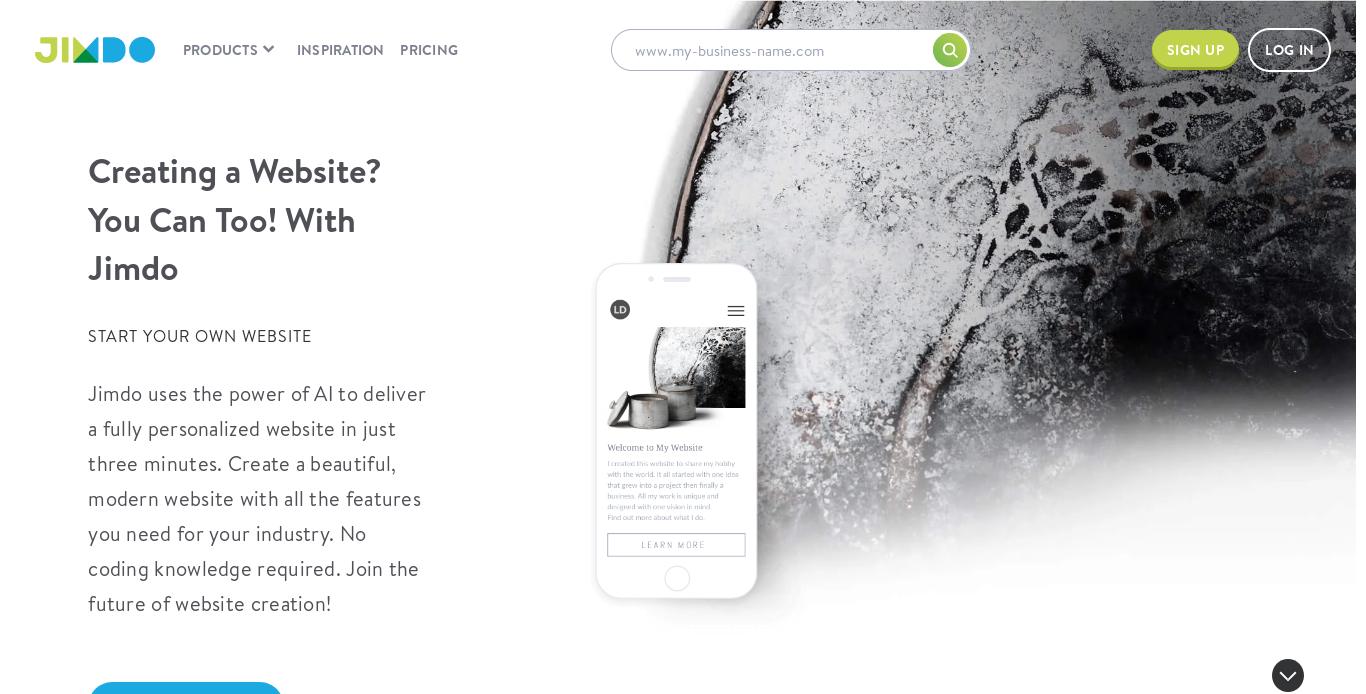 JIMDO
PRODUCTS
INSPIRATION
PRICING
www.my-business-name.com
SIGN UP
LOG IN
Creating a Website?
You Can Too! With
Jimdo
START YOUR OWN WEBSITE
Jimdo uses the power of AI to deliver
a fully personalized website in just
three minutes. Create a beautiful,
modern website with all the features
you need for your industry. No
coding knowledge required. Join the
future of website creation!
LD
Welcome to My Website
I created this website to share my hobby
with the world. It all started with one idea
that grew into a project then finally a
business. All my work is unique and
designed with one vision in mind.
Find out more about what I do.
LEARN MORE